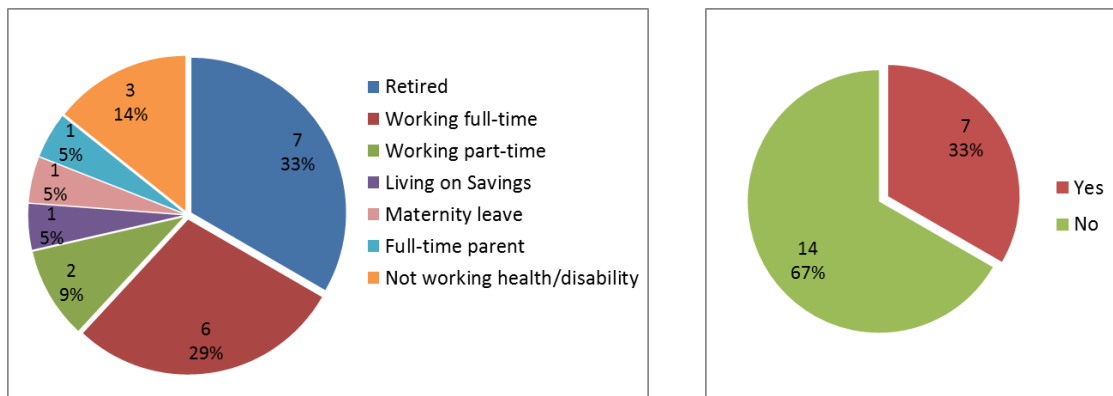 7
33%
6
29%
2
9%
1
5%
1
5%
1
5%
3
14%
Retired
Working full-time
Working part-time
Living on Savings
Maternity leave
Full-time parent
Not working health/disability
7
33%
14
67%
Yes
No